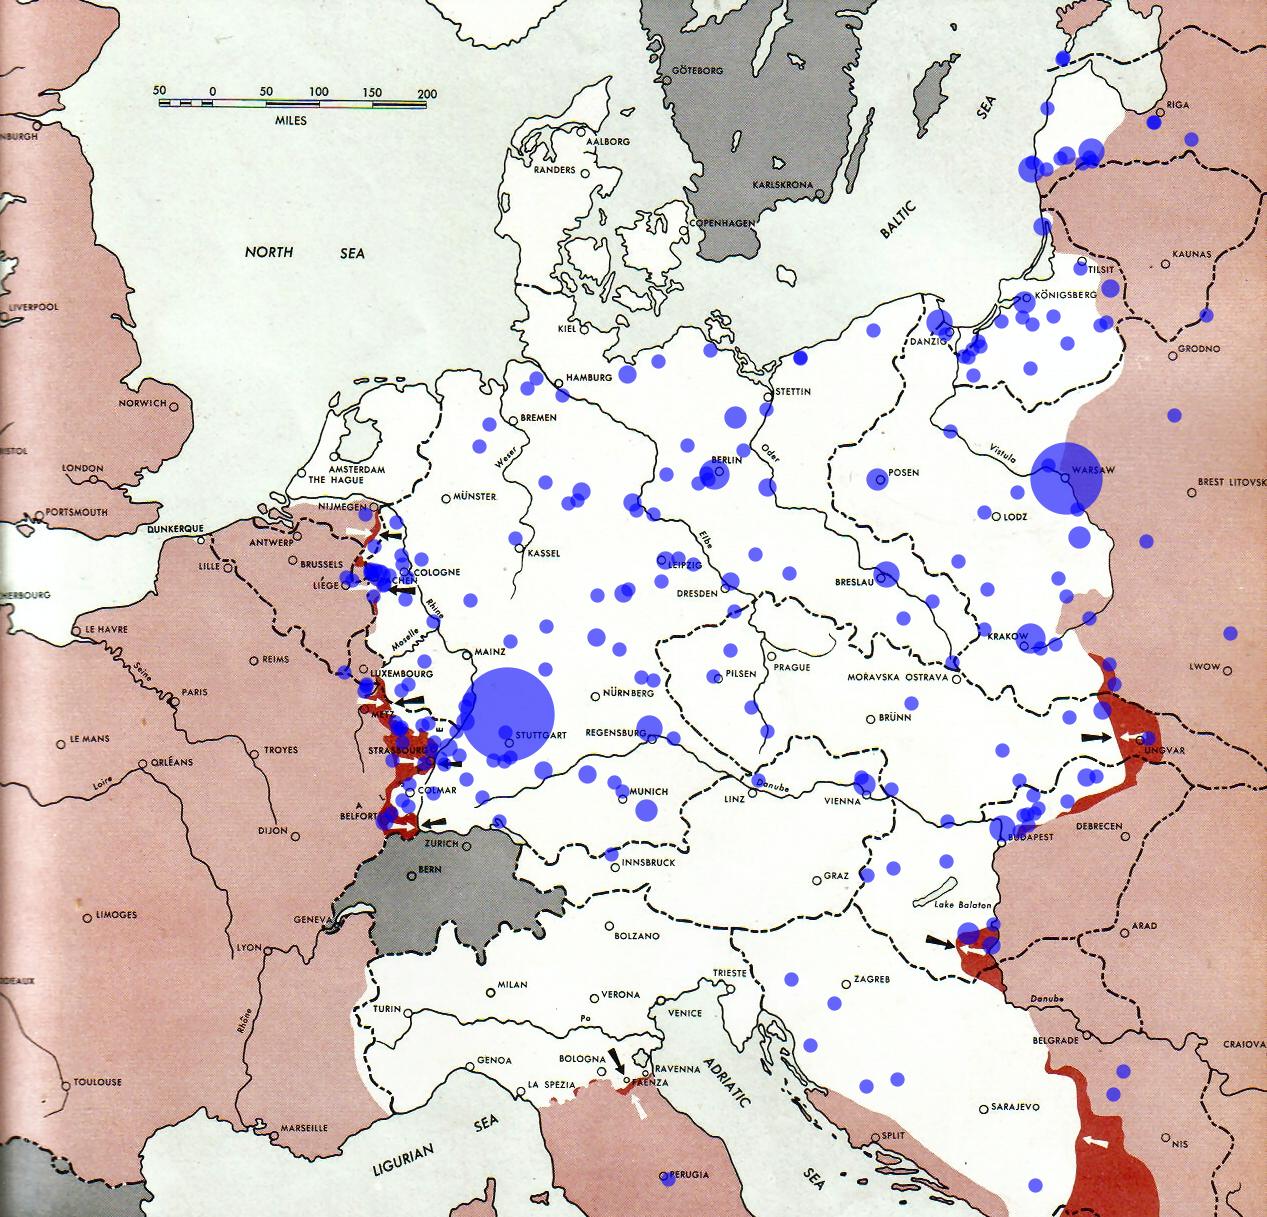 GÖTEBORG
50 0 50 100 150 200
MILES
SEA
RIGA
NBURGH
AALBORG
RANDERS
KARLSKRONA
COPENHAGEN
BALTIC
NORTH SEA
KAUNAS
TILSIT
LIVERPOOL
KÖNIGSBERG
KIEL
DANZIG
GRODNO
HAMBURG
STETTIN
NORWICH
BREMEN
ISTOL
Weser
Oder
Vistula
LONDON
AMSTERDAM
THE HAGUE
BERLIN
POSEN
WARSAW
BREST LITOVSK
MÜNSTER
PORTSMOUTH
NIJMEGEN
LODZ
DUNKERQUE
ANTWERP
Elbe
LILLE
BRUSSELS
KASSEL
COLOGNE
LEIPZIG
LIÉGE
ACHEN
BRESLAU
DRESDEN
HERBOURG
Rhine
LE HAVRE
Moselle
KRAKOW
MAINZ
PRAGUE
REIMS
LUXEMBOURG
PILSEN
MORAVSKA OSTRAVA
LWOW
Seine
PARIS
NÜRNBERG
METZ
BRÜNN
LE MANS
STUTTGART
REGENSBURG
TROYES
STRASBOURG
E
UNGVAR
ORLÉANS
Loire
COLMAR
MUNICH
LINZ
Danube
VIENNA
A
L
BELFORT
DIJON
DEBRECEN
BUDAPEST
ZURICH
BERN
INNSBRUCK
GRAZ
LIMOGES
GENEVA
Lake Balaton
BOLZANO
ARAD
LYON
TRIESTE
ZAGREB
MILAN
VERONA
Danube
TURIN
Po
VENICE
Rhône
BELGRADE
CRAIOVA
BOLOGNA
GENOA
RAVENNA
TOULOUSE
LA SPEZIA
FAENZA
ADRIATIC
SARAJEVO
MARSEILLE
SEA
SPLIT
NIS
LIGURIAN
PERUGIA
SEA